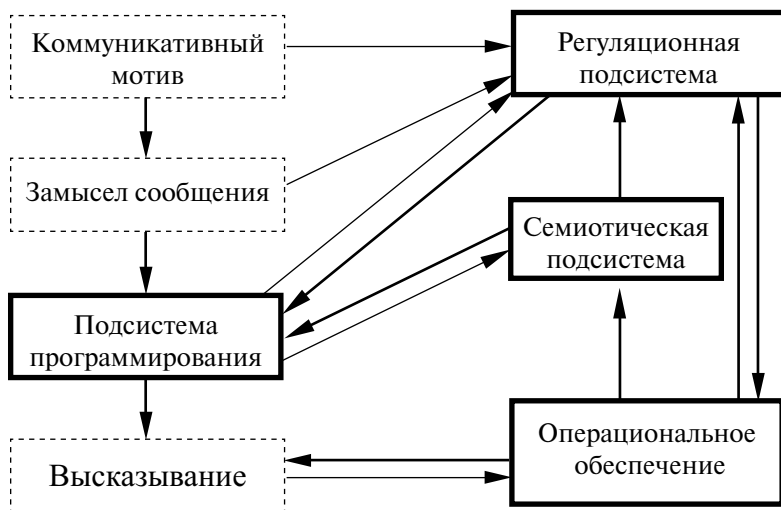 Коммуникативный
мотив
Регуляционная
подсистема
Замысел сообщения
Семиотическая
подсистема
Подсистема
программирования
Операциональное
обеспечение
Высказывание